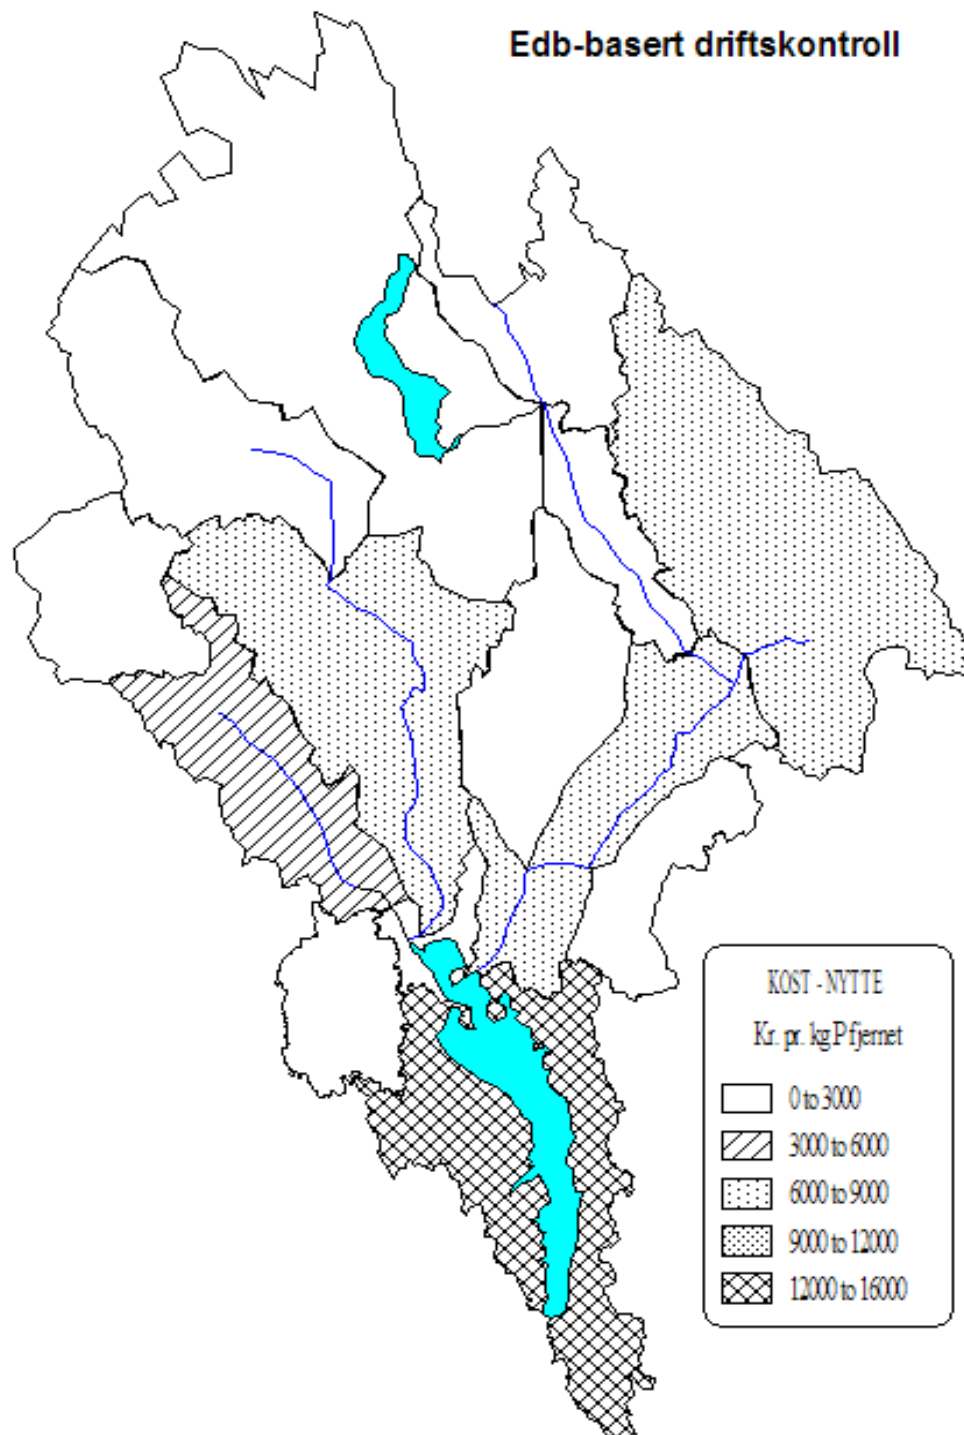 Edb-basert driftskontroll
KOST - NYTTE
Kr. pr. kg P fjernet
0 to 3000
3000 to 6000
6000 to 9000
9000 to 12000
12000 to 16000